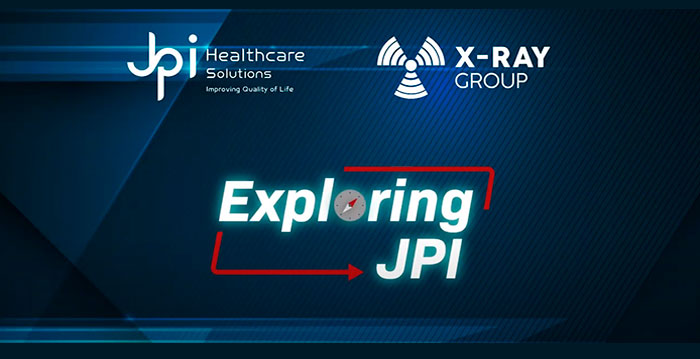 Jpi Healthcare
Solutions
Improving Quality of Life
X-RAY
GROUP
Exploring
JPI